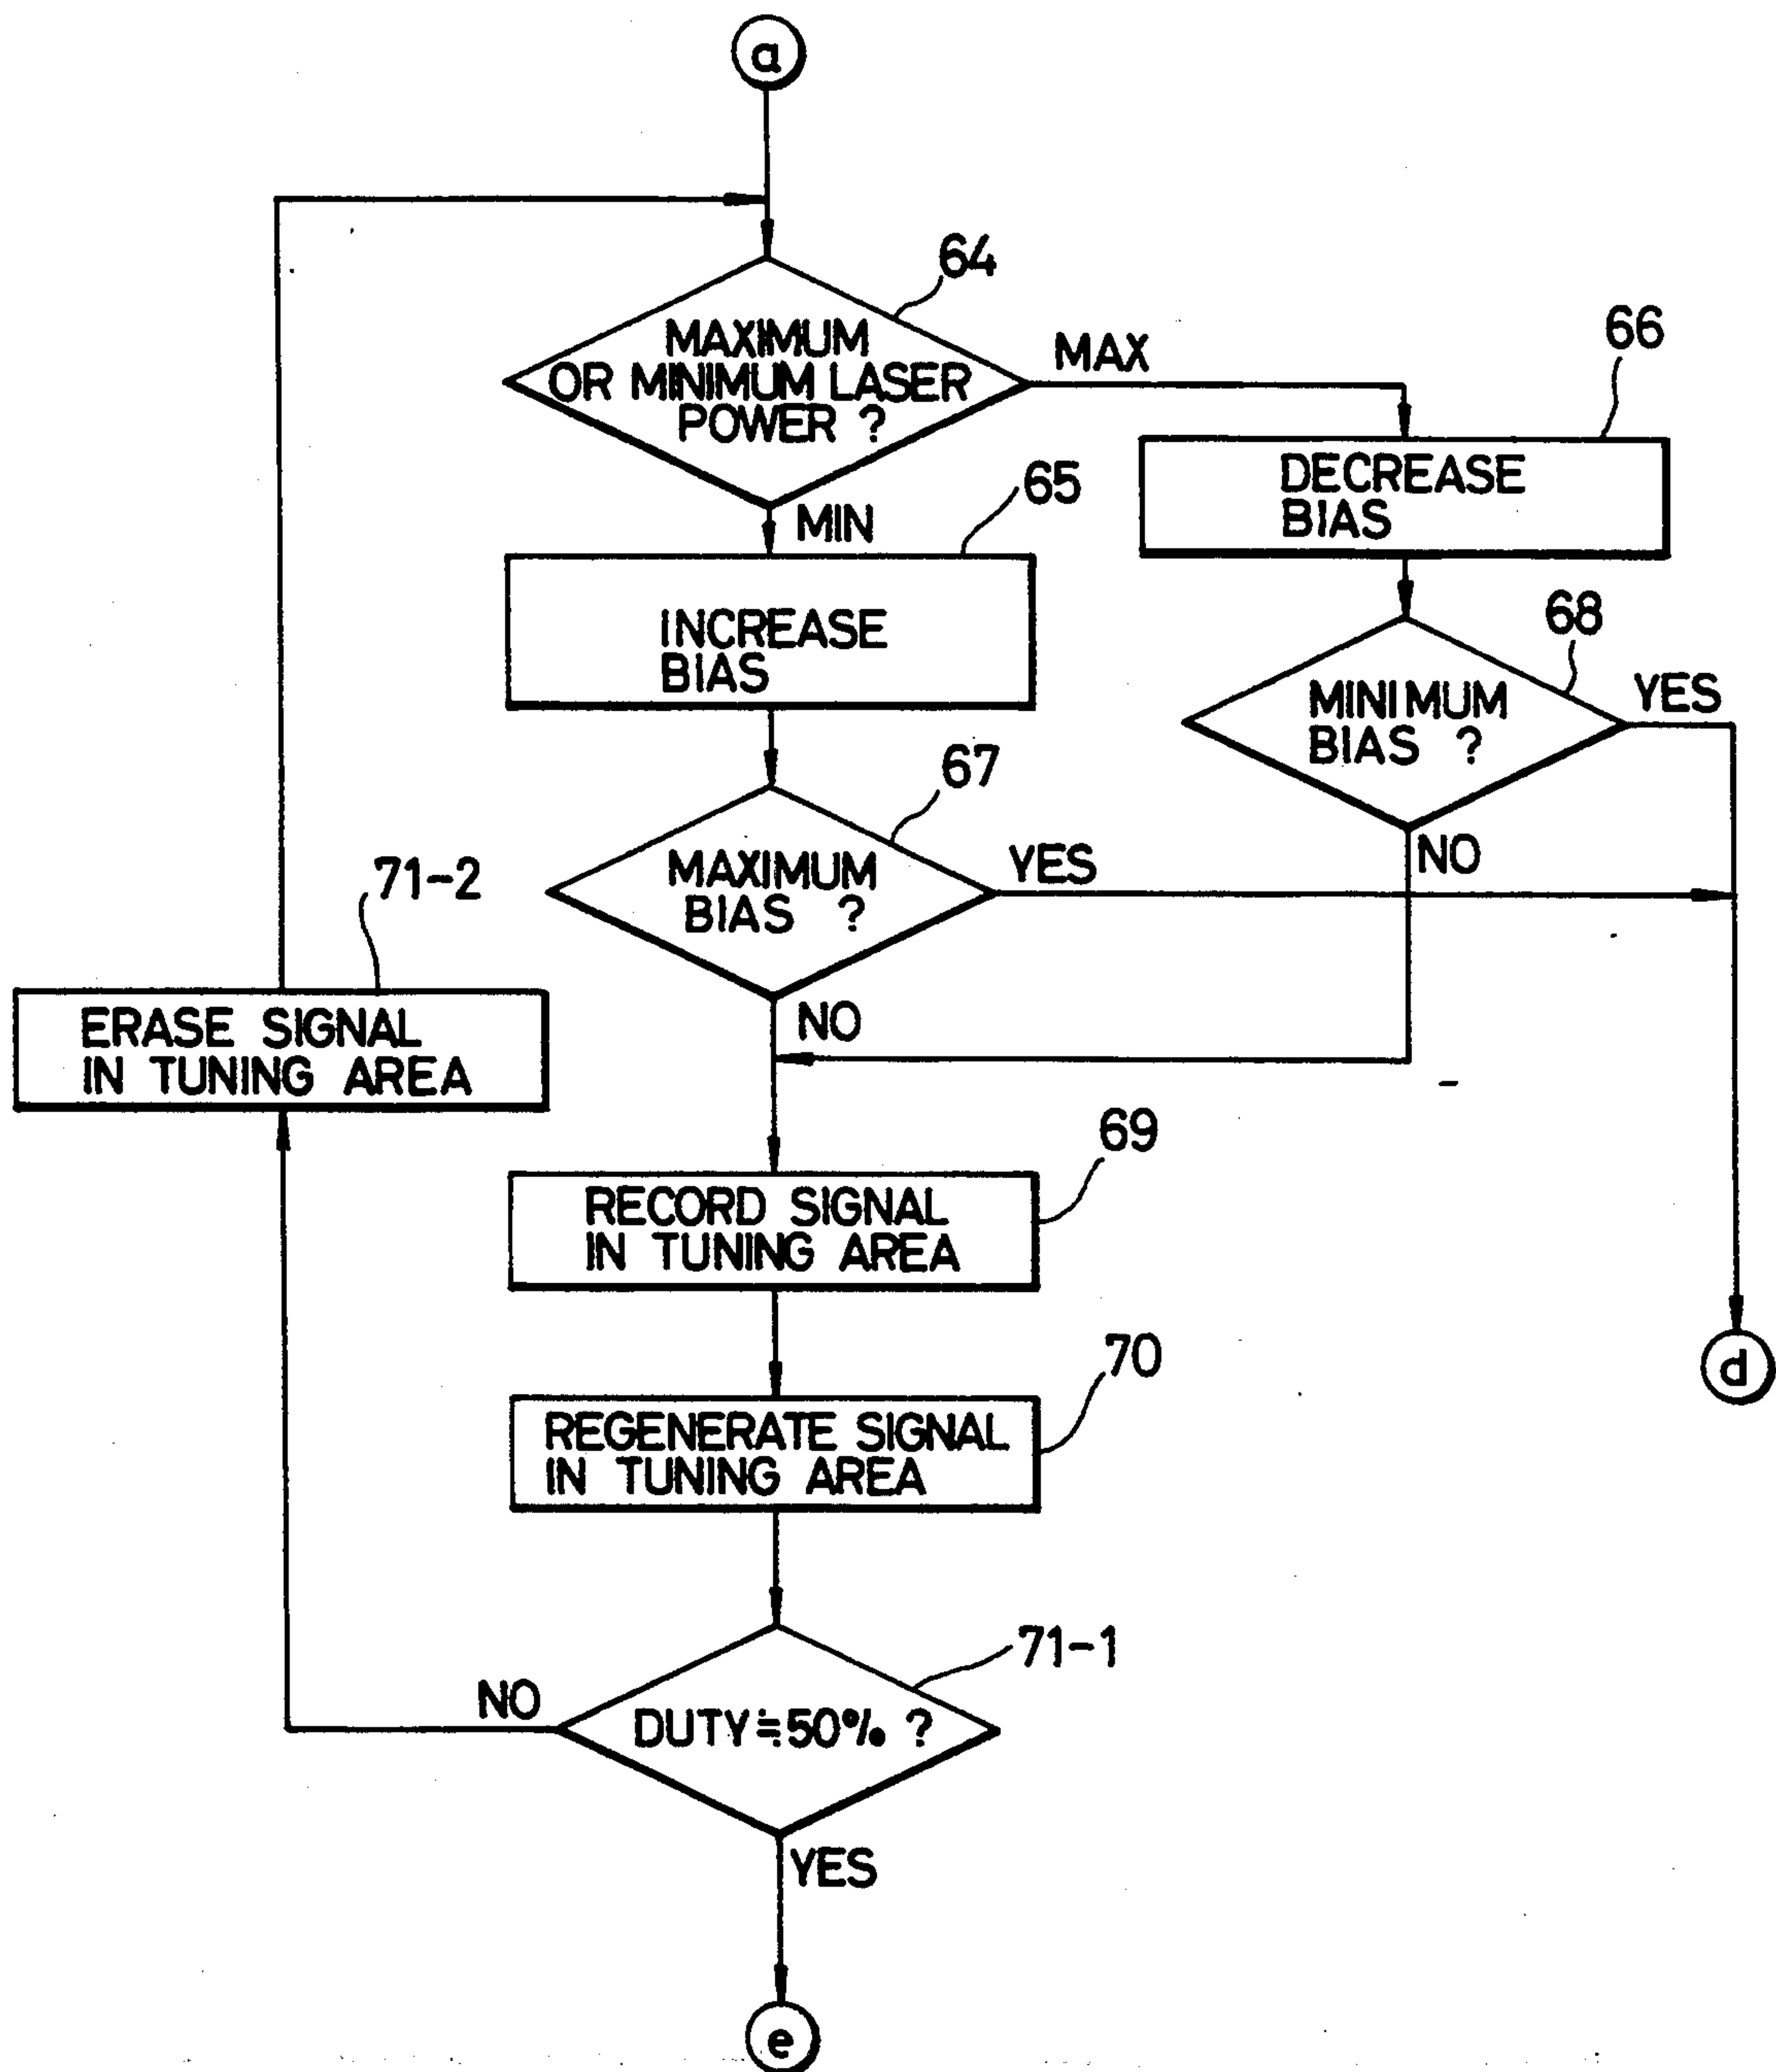 a
64
MAXIMUM
OR MINIMUM LASER
POWER ?
MAX
66
DECREASE
BIAS
MIN
65
INCREASE
BIAS
68
MINIMUM
BIAS ?
YES
NO
67
MAXIMUM
BIAS ?
YES
NO
71-2
ERASE SIGNAL
IN TUNING AREA
69
RECORD SIGNAL
IN TUNING AREA
70
REGENERATE SIGNAL
IN TUNING AREA
d
71-1
DUTY≒50% ?
NO
YES
e